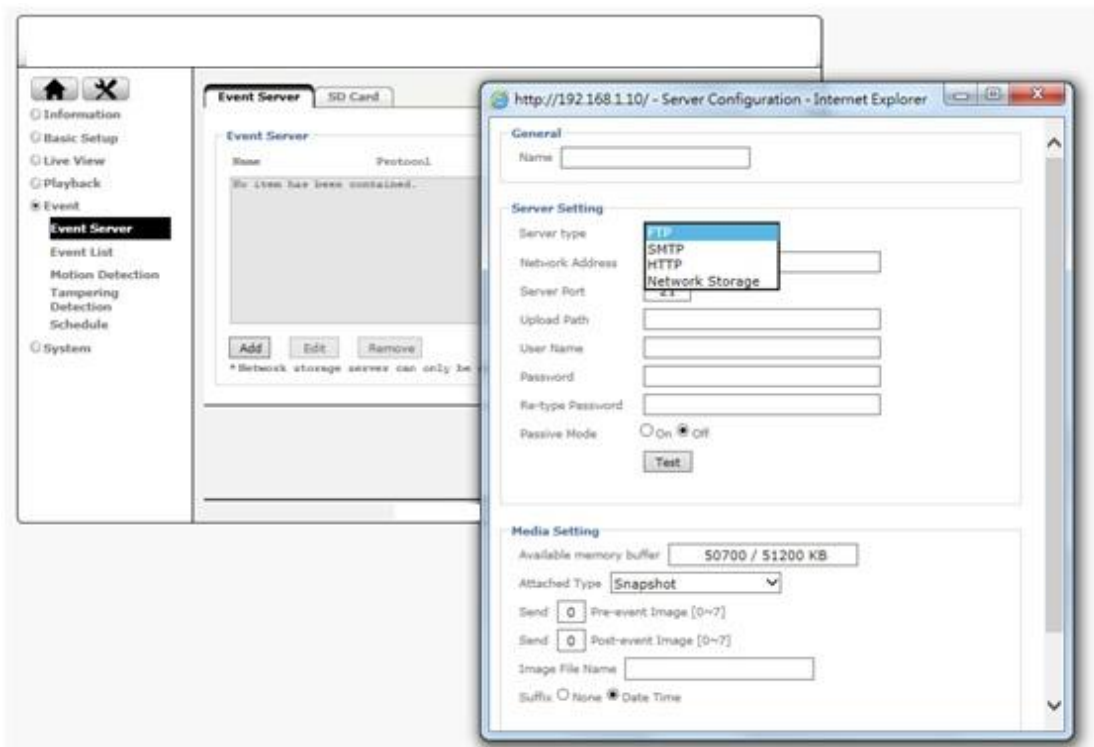 Information
Basic Setup
Live View
Playback
Event
Event Server
Event List
Motion Detection
Tampering
Detection
Schedule
System
Event Server SD Card
Event Server
Name Protocol
No item has been contained.
Add Edit Remove
*Network storage server can only be
http://192.168.1.10/ - Server Configuration - Internet Explorer
General
Name
Server Setting
Server type FTP
SMTP
Network Address HTTP
Network Storage
Server Port 21
Upload Path
User Name
Password
Re-type Password
Passive Mode On Off
Test
Media Setting
Available memory buffer 50700 / 51200 KB
Attached Type Snapshot
Send 0 Pre-event Image [0~7]
Send 0 Post-event Image [0~7]
Image File Name
Suffix None Date Time